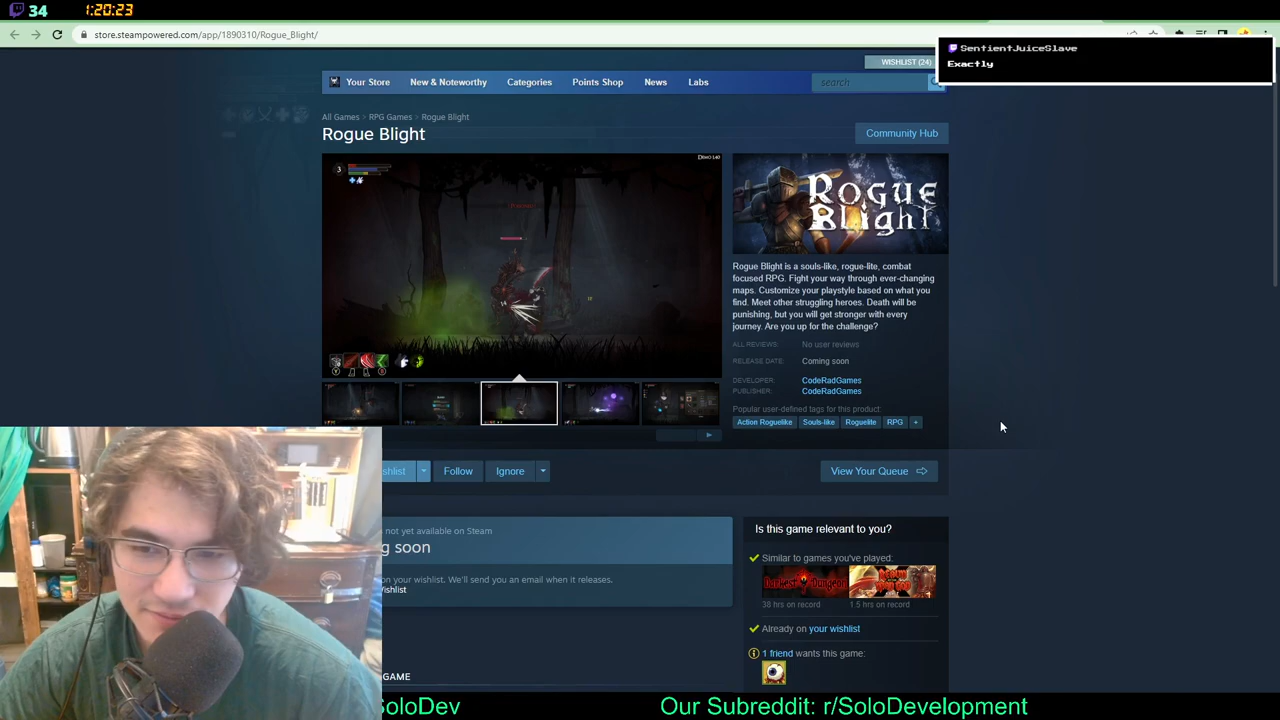 34
1:20:23
store.steampowered.com/app/1890310/Rogue_Blight/
SentientJuiceSlave
Exactly
WISHLIST (24)
Your Store
New & Noteworthy
Categories
Points Shop
News
Labs
search
All Games > RPG Games > Rogue Blight
Rogue Blight
Community Hub
3
ROGUE
BLIGHT
Rogue Blight is a souls-like, rogue-lite, combat
focused RPG. Fight your way through ever-changing
maps. Customize your playstyle based on what you
find. Meet other struggling heroes. Death will be
punishing, but you will get stronger with every
journey. Are you up for the challenge?
ALL REVIEWS: No user reviews
RELEASE DATE: Coming soon
DEVELOPER: CodeRadGames
PUBLISHER: CodeRadGames
Popular user-defined tags for this product:
Action Roguelike
Souls-like
Roguelite
RPG
+
shlist
Follow
Ignore
View Your Queue
not yet available on Steam
g soon
on your wishlist. We'll send you an email when it releases.
ishlist
Is this game relevant to you?
Similar to games you've played:
Darkest Dungeon
38 hrs on record
1.5 hrs on record
Already on your wishlist
1 friend wants this game:
GAME
SoloDev
Our Subreddit: r/SoloDevelopment